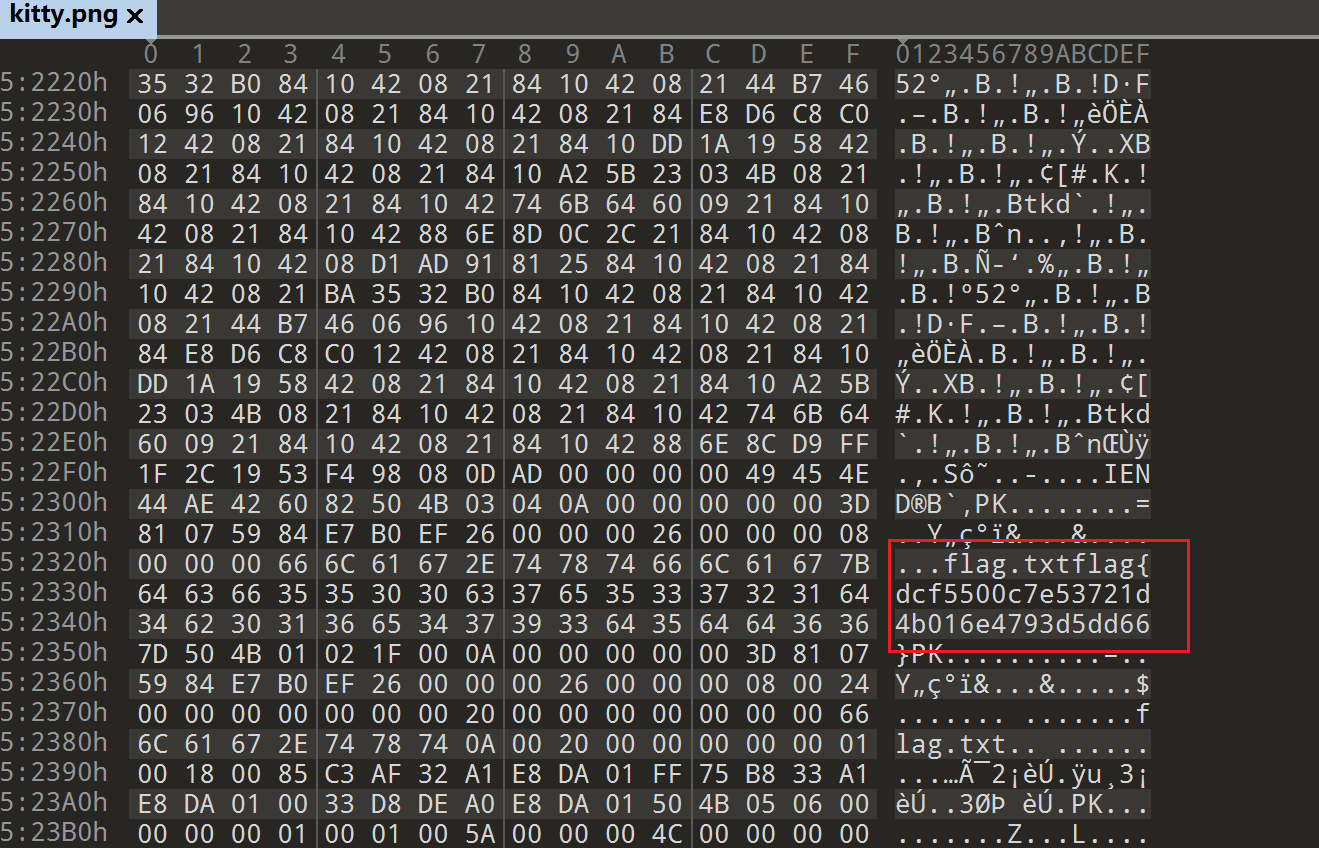 kitty.png ×
0 1 2 3 4 5 6 7 8 9 A B C D E F 0123456789ABCDEF
5:2220h 35 32 B0 84 10 42 08 21 84 10 42 08 21 44 B7 46 52°„.B.!„.B.!D·F
5:2230h 06 96 10 42 08 21 84 10 42 08 21 84 E8 D6 C8 C0 .–.B.!„.B.!„èÖÈÀ
5:2240h 12 42 08 21 84 10 42 08 21 84 10 DD 1A 19 58 42 .B.!„.B.!„.Ý..XB
5:2250h 08 21 84 10 42 08 21 84 10 A2 5B 23 03 4B 08 21 .!„.B.!„.¢[#.K.!
5:2260h 84 10 42 08 21 84 10 42 74 6B 64 60 09 21 84 10 „.B.!„.Btkd`.!„.
5:2270h 42 08 21 84 10 42 88 6E 8D 0C 2C 21 84 10 42 08 B.!„.Bˆn..,!„.B.
5:2280h 21 84 10 42 08 D1 AD 91 81 25 84 10 42 08 21 84 !„.B.Ñ-‘.%„.B.!„
5:2290h 10 42 08 21 BA 35 32 B0 84 10 42 08 21 84 10 42 .B.!º52°„.B.!„.B
5:22A0h 08 21 44 B7 46 06 96 10 42 08 21 84 10 42 08 21 .!D·F.–.B.!„.B.!
5:22B0h 84 E8 D6 C8 C0 12 42 08 21 84 10 42 08 21 84 10 „èÖÈÀ.B.!„.B.!„.
5:22C0h DD 1A 19 58 42 08 21 84 10 42 08 21 84 10 A2 5B Ý..XB.!„.B.!„.¢[
5:22D0h 23 03 4B 08 21 84 10 42 08 21 84 10 42 74 6B 64 #.K.!„.B.!„.Btkd
5:22E0h 60 09 21 84 10 42 08 21 84 10 42 88 6E 8C D9 FF `.!„.B.!„.BˆnŒÙÿ
5:22F0h 1F 2C 19 53 F4 98 08 0D AD 00 00 00 00 49 45 4E .,.Sô˜..-....IEN
5:2300h 44 AE 42 60 82 50 4B 03 04 0A 00 00 00 00 00 3D D®B`‚PK........=
5:2310h 81 07 59 84 E7 B0 EF 26 00 00 00 26 00 00 00 08 ..Y„ç°ï&...&....
5:2320h 00 00 00 66 6C 61 67 2E 74 78 74 66 6C 61 67 7B ...flag.txtflag{
5:2330h 64 63 66 35 35 30 30 63 37 65 35 33 37 32 31 64 dcf5500c7e53721d
5:2340h 34 62 30 31 36 65 34 37 39 33 64 35 64 64 36 36 4b016e4793d5dd66
5:2350h 7D 50 4B 01 02 1F 00 0A 00 00 00 00 00 3D 81 07 }PK..........=..
5:2360h 59 84 E7 B0 EF 26 00 00 00 26 00 00 00 08 00 24 Y„ç°ï&...&.....$
5:2370h 00 00 00 00 00 00 00 20 00 00 00 00 00 00 00 66 ....... .......f
5:2380h 6C 61 67 2E 74 78 74 0A 00 20 00 00 00 00 00 01 lag.txt.. ......
5:2390h 00 18 00 85 C3 AF 32 A1 E8 DA 01 FF 75 B8 33 A1 ...…Ã¯2¡èÚ.ÿu¸3¡
5:23A0h E8 DA 01 00 33 D8 DE A0 E8 DA 01 50 4B 05 06 00 èÚ..3ØÞ èÚ.PK...
5:23B0h 00 00 00 01 00 01 00 5A 00 00 00 4C 00 00 00 00 .......Z...L....